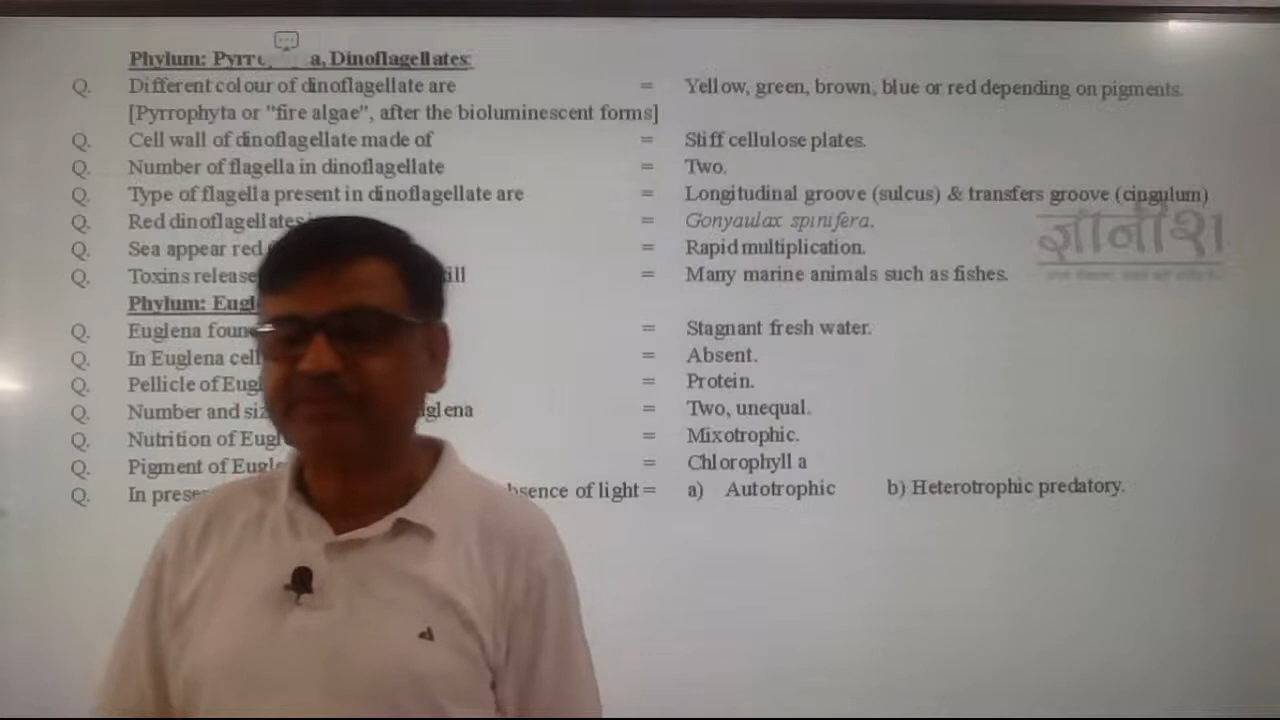 Phylum: Pyrr a, Dinoflagellates
Q. Different colour of dinoflagellate are = Yellow, green, brown, blue or red depending on pigments.
[Pyrrophyta or "fire algae", after the bioluminescent forms]
Q. Cell wall of dinoflagellate made of = Stiff cellulose plates.
Q. Number of flagella in dinoflagellate = Two.
Q. Type of flagella present in dinoflagellate are = Longitudinal groove (sulcus) & transfers groove (cingulum)
Q. Red dinoflagellates = Gonyaulax spinifera.
Q. Sea appear red = Rapid multiplication.
Q. Toxins release ill = Many marine animals such as fishes.
ज्ञानीश
Phylum: Eugl
Q. Euglena foun = Stagnant fresh water.
Q. In Euglena cell = Absent.
Q. Pellicle of Eugl = Protein.
Q. Number and siz glena = Two, unequal.
Q. Nutrition of Eugl = Mixotrophic.
Q. Pigment of Eugle = Chlorophyll a
Q. In prese bsence of light = a) Autotrophic b) Heterotrophic predatory.